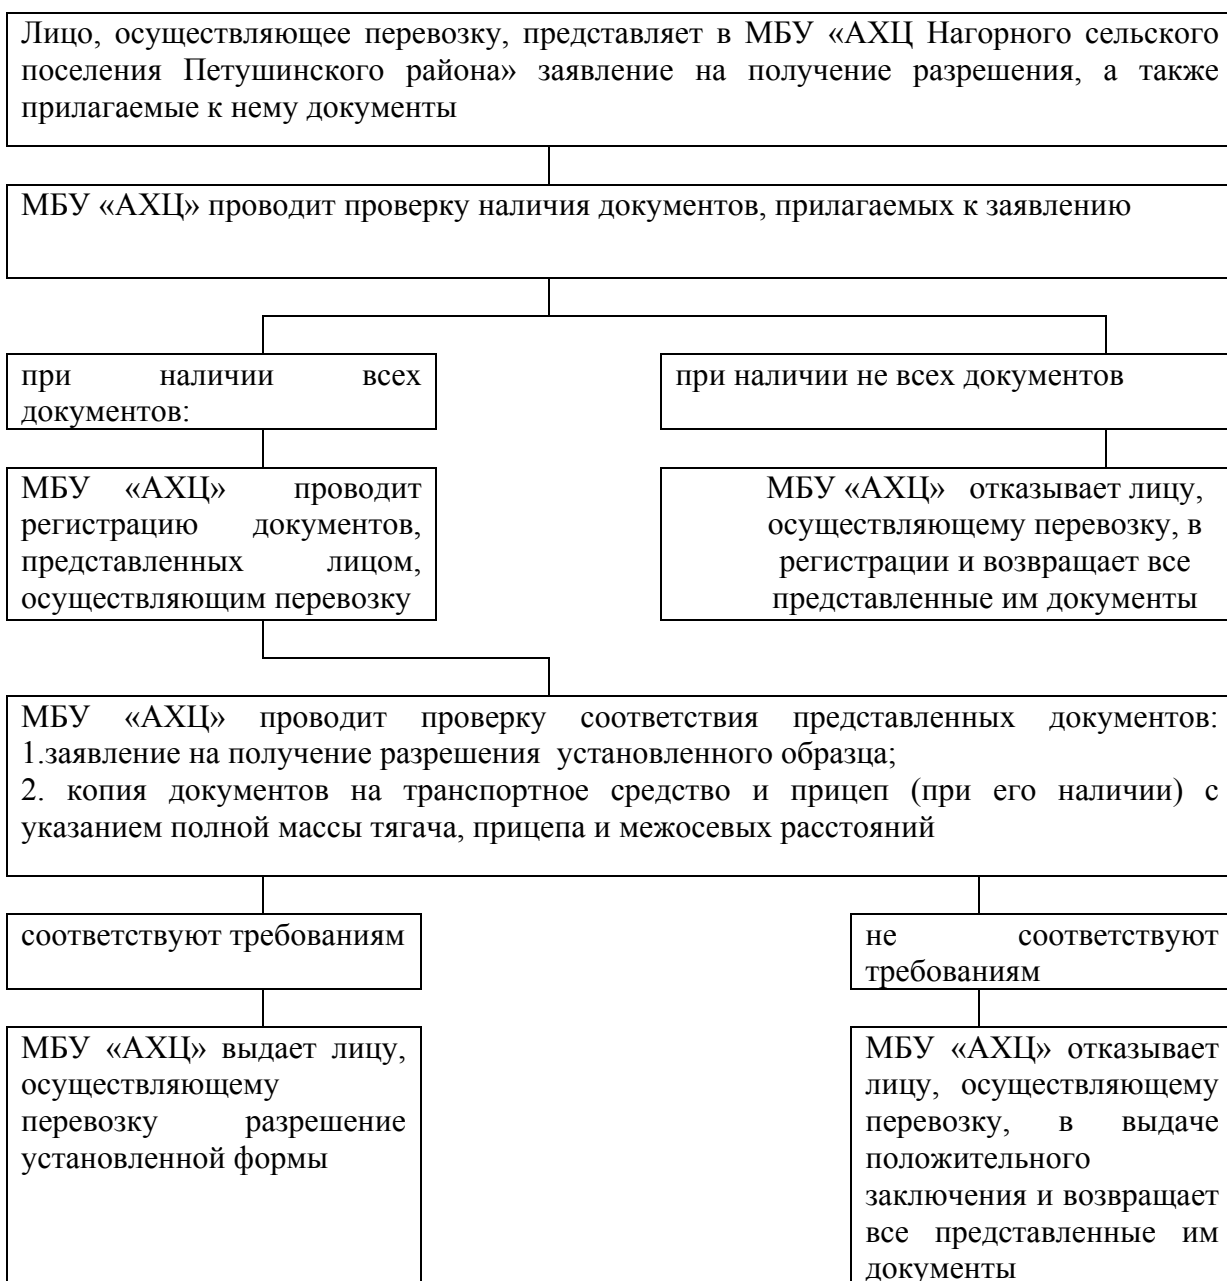 Лицо, осуществляющее перевозку, представляет в МБУ «АХЦ Нагорного сельского
поселения Петушинского района» заявление на получение разрешения, а также
прилагаемые к нему документы
МБУ «АХЦ» проводит проверку наличия документов, прилагаемых к заявлению
при наличии всех
документов:
при наличии не всех документов
МБУ «АХЦ» проводит
регистрацию документов,
представленных лицом,
осуществляющим перевозку
МБУ «АХЦ» отказывает лицу,
осуществляющему перевозку, в
регистрации и возвращает все
представленные им документы
МБУ «АХЦ» проводит проверку соответствия представленных документов:
1.заявление на получение разрешения установленного образца;
2. копия документов на транспортное средство и прицеп (при его наличии) с
указанием полной массы тягача, прицепа и межосевых расстояний
соответствуют требованиям
не соответствуют
требованиям
МБУ «АХЦ» выдает лицу,
осуществляющему
перевозку разрешение
установленной формы
МБУ «АХЦ» отказывает
лицу, осуществляющему
перевозку, в выдаче
положительного
заключения и возвращает
все представленные им
документы